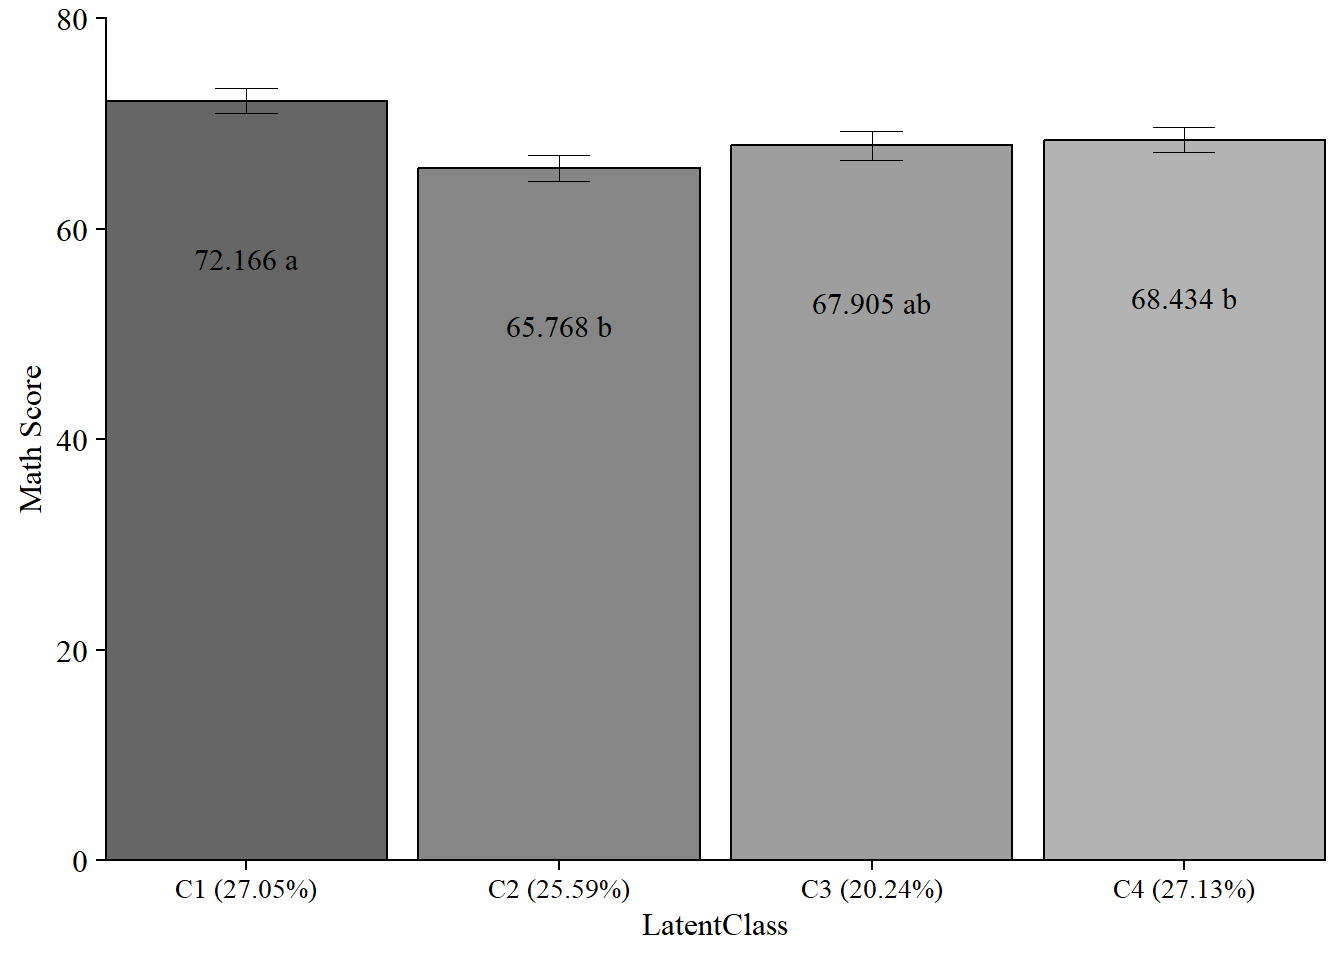 80
60
40
20
0
Math Score
72.166 a
65.768 b
67.905 ab
68.434 b
C1 (27.05%)
C2 (25.59%)
C3 (20.24%)
C4 (27.13%)
LatentClass